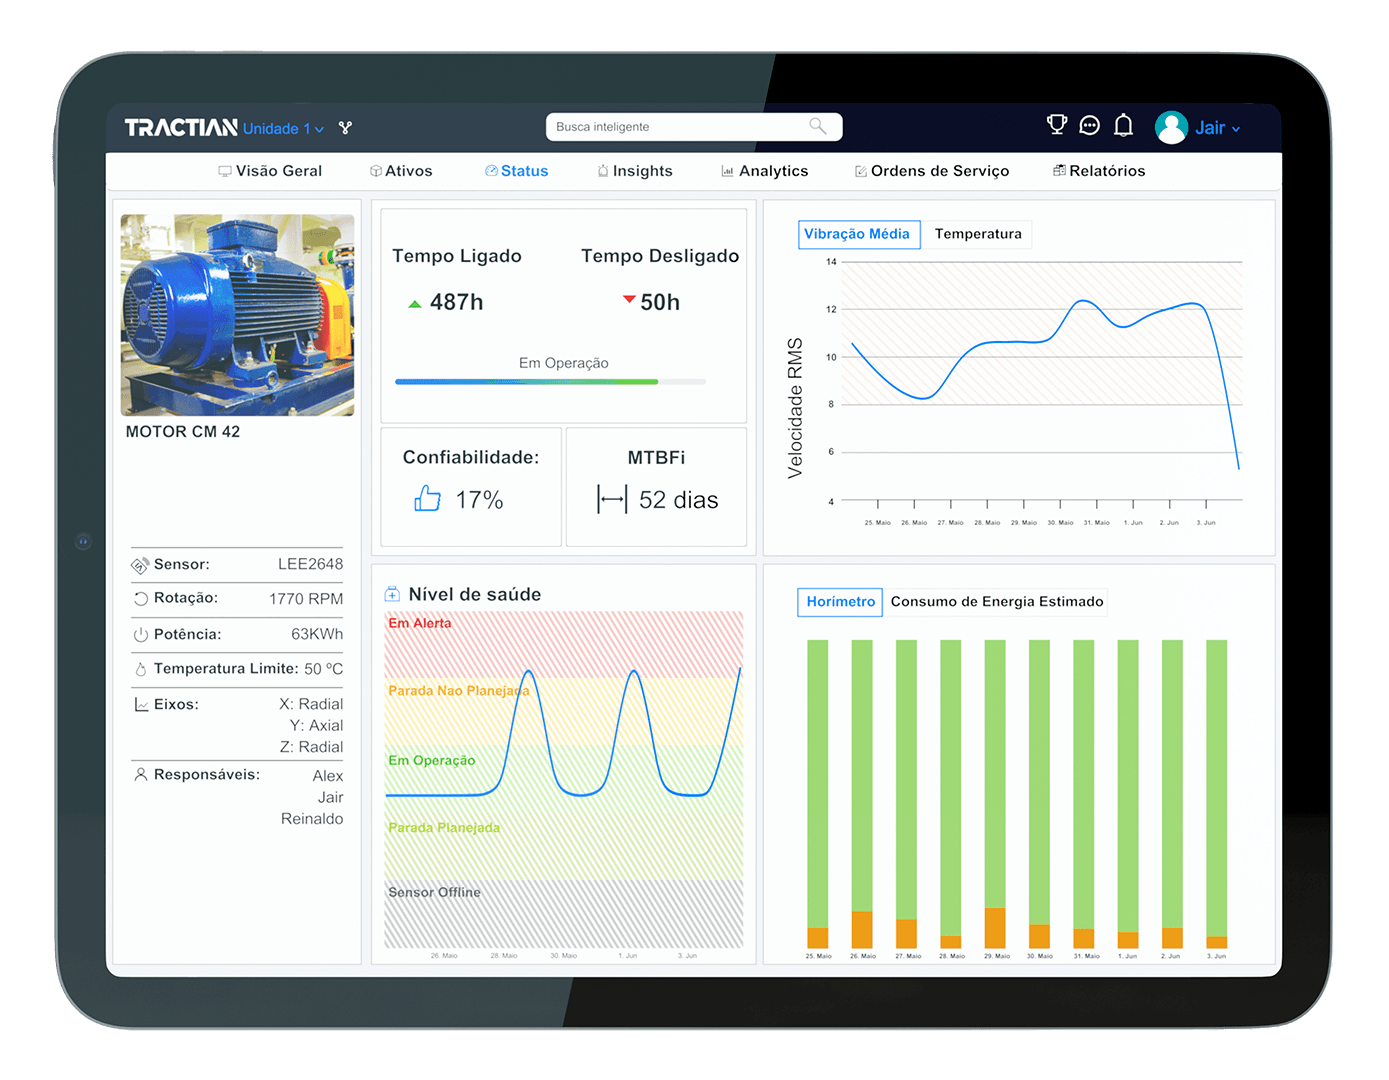 TRACTIAN Unidade 1
Busca inteligente
Jair
Visão Geral
Ativos
Status
Insights
Analytics
Ordens de Serviço
Relatórios
MOTOR CM 42
Sensor: LEE2648
Rotação: 1770 RPM
Potência: 63KWh
Temperatura Limite: 50 ºC
Eixos: X: Radial
Y: Axial
Z: Radial
Responsáveis: Alex
Jair
Reinaldo
Tempo Ligado
487h
Tempo Desligado
50h
Em Operação
Confiabilidade:
17%
MTBFi
52 dias
Vibração Média
Temperatura
Velocidade RMS
14
12
10
8
6
4
25. Maio 26. Maio 27. Maio 28. Maio 29. Maio 30. Maio 31. Maio 1. Jun 2. Jun 3. Jun
Nível de saúde
Em Alerta
Parada Nao Planejada
Em Operação
Parada Planejada
Sensor Offline
26. Maio 28. Maio 30. Maio 1. Jun 3. Jun
Horímetro
Consumo de Energia Estimado
25. Maio 26. Maio 27. Maio 28. Maio 29. Maio 30. Maio 31. Maio 1. Jun 2. Jun 3. Jun